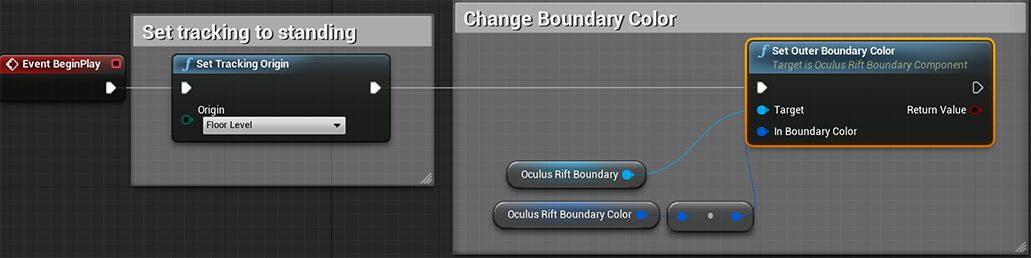 Change Boundary Color
Set tracking to standing
Event BeginPlay
f Set Tracking Origin
Origin
Floor Level
f Set Outer Boundary Color
Target is Oculus Rift Boundary Component
Target
Return Value
In Boundary Color
Oculus Rift Boundary
Oculus Rift Boundary Color